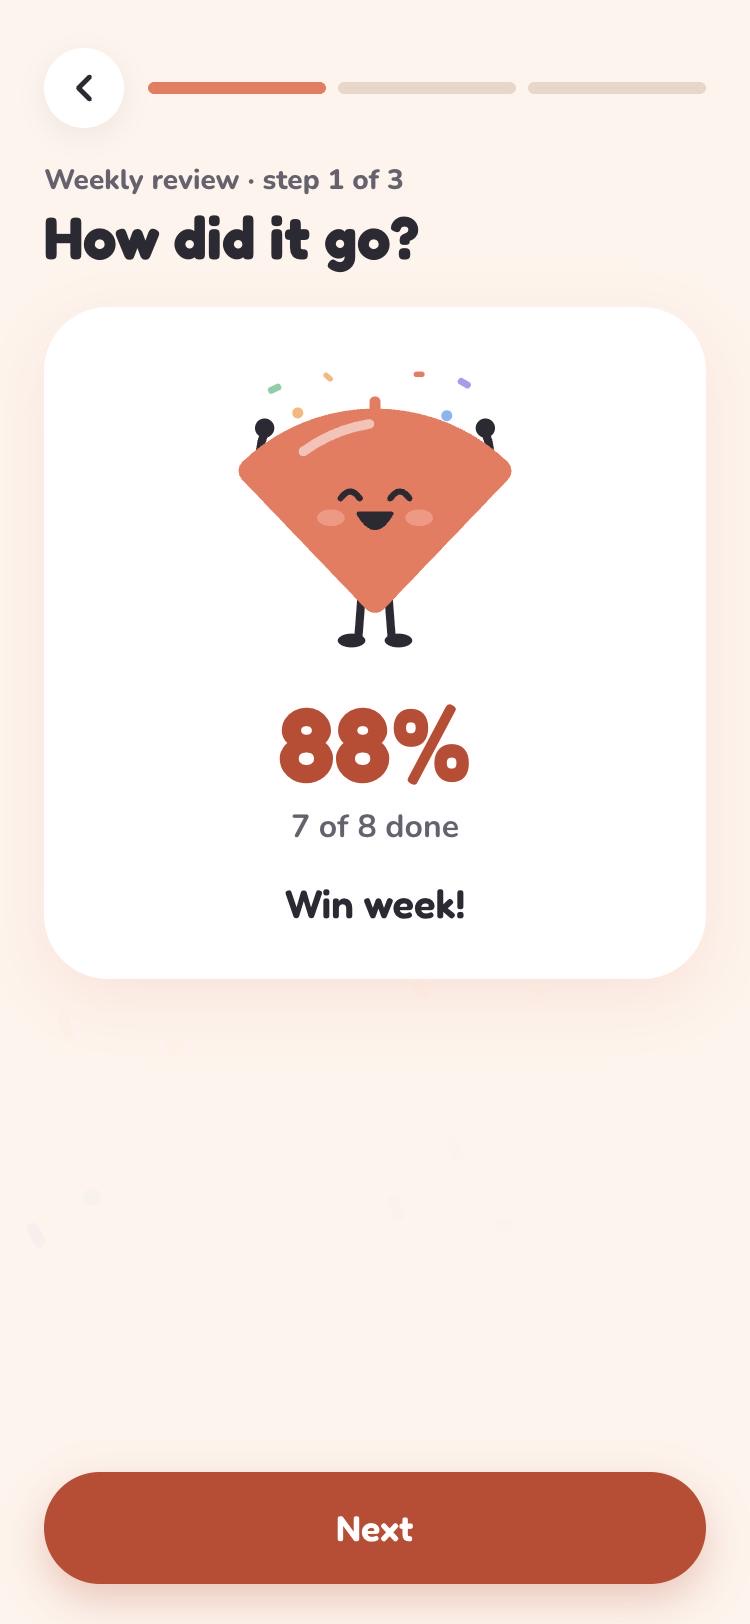 Weekly review · step 1 of 3
How did it go?
88%
7 of 8 done
Win week!
Next